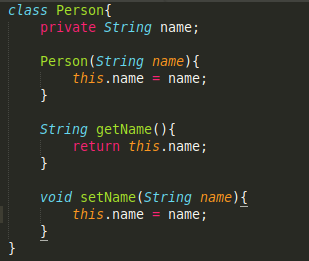 class Person{
    private String name;

    Person(String name){
        this.name = name;
    }

    String getName(){
        return this.name;
    }

    void setName(String name){
        this.name = name;
    }
}